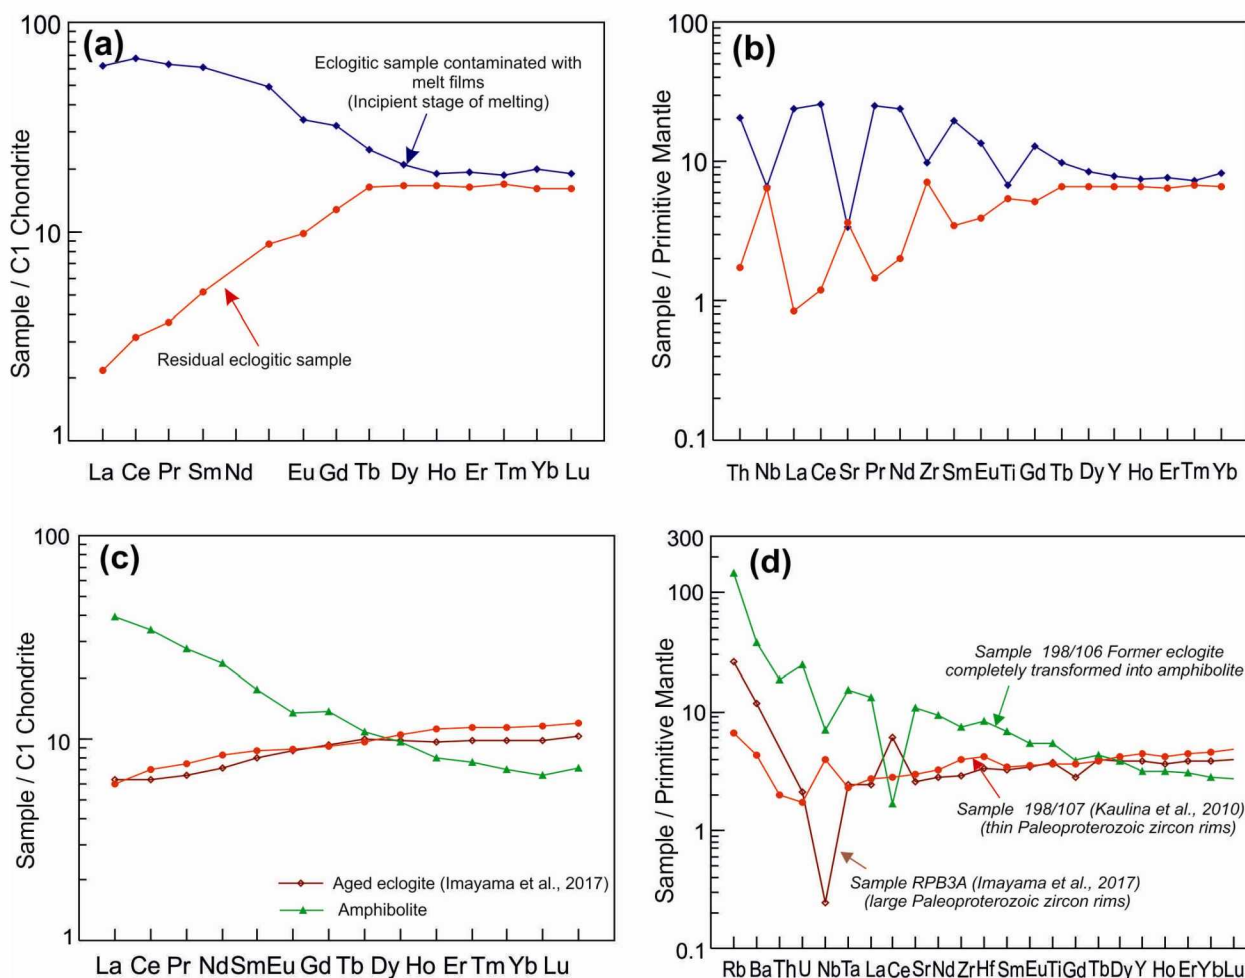 (a)
100
10
1
Sample / C1 Chondrite
Eclogitic sample contaminated with
melt films
(Incipient stage of melting)
Residual eclogitic sample
La Ce Pr Sm Nd Eu Gd Tb Dy Ho Er Tm Yb Lu
(b)
100
10
1
0.1
Sample / Primitive Mantle
Th Nb La Ce Sr Pr Nd Zr Sm Eu Ti Gd Tb Dy Y Ho Er Tm Yb
(c)
100
10
1
Sample / C1 Chondrite
Aged eclogite (Imayama et al., 2017)
Amphibolite
La Ce Pr Nd Sm Eu Gd Tb Dy Ho Er Tm Yb Lu
(d)
300
100
10
1
0.1
Sample / Primitive Mantle
Sample 198/106 Former eclogite
completely transformed into amphibolite
Sample 198/107 (Kaulina et al., 2010)
(thin Paleoproterozoic zircon rims)
Sample RPB3A (Imayama et al., 2017)
(large Paleoproterozoic zircon rims)
Rb Ba Th U Nb Ta La Ce Sr Nd Zr Hf Sm Eu Ti Gd Tb Dy Y Ho Er Yb Lu